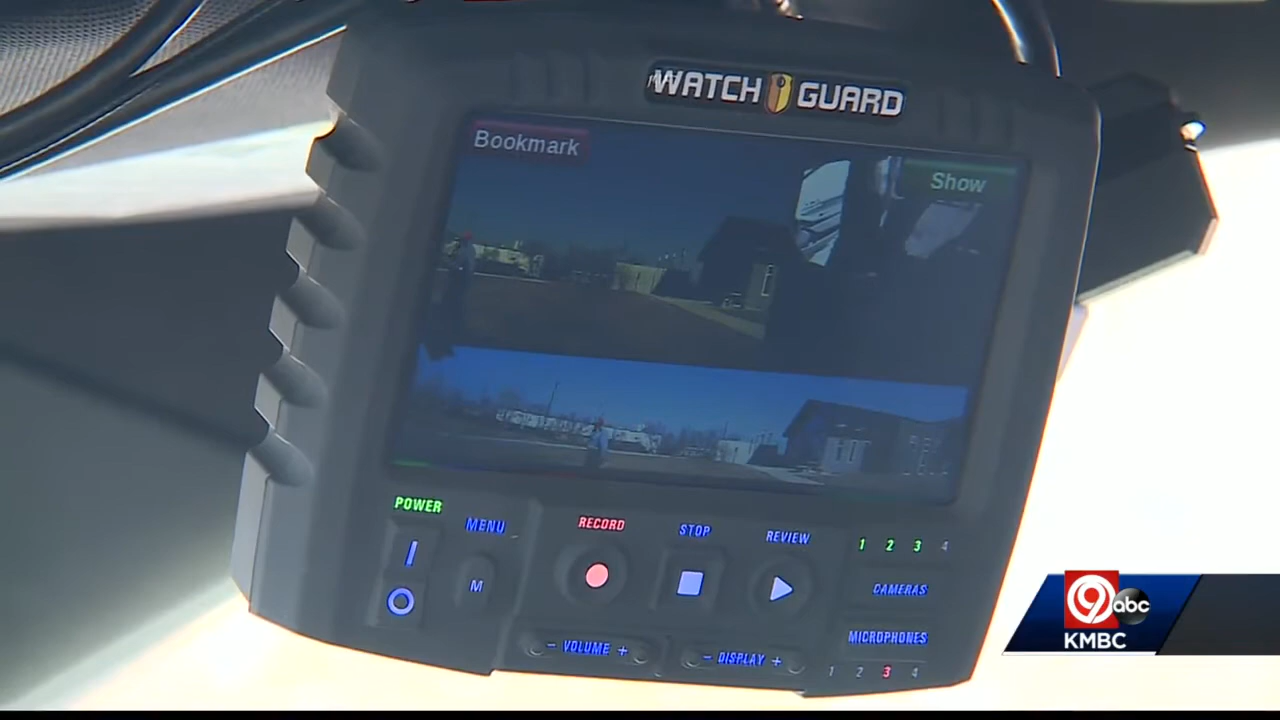 WATCH GUARD
Bookmark
Show
POWER
MENU
RECORD
STOP
REVIEW
1 2 3 4
M
CAMERAS
- VOLUME +
- DISPLAY +
MICROPHONES
1 2 3 4
9 abc
KMBC